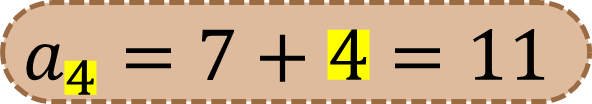 a₄ = 7 + 4 = 11